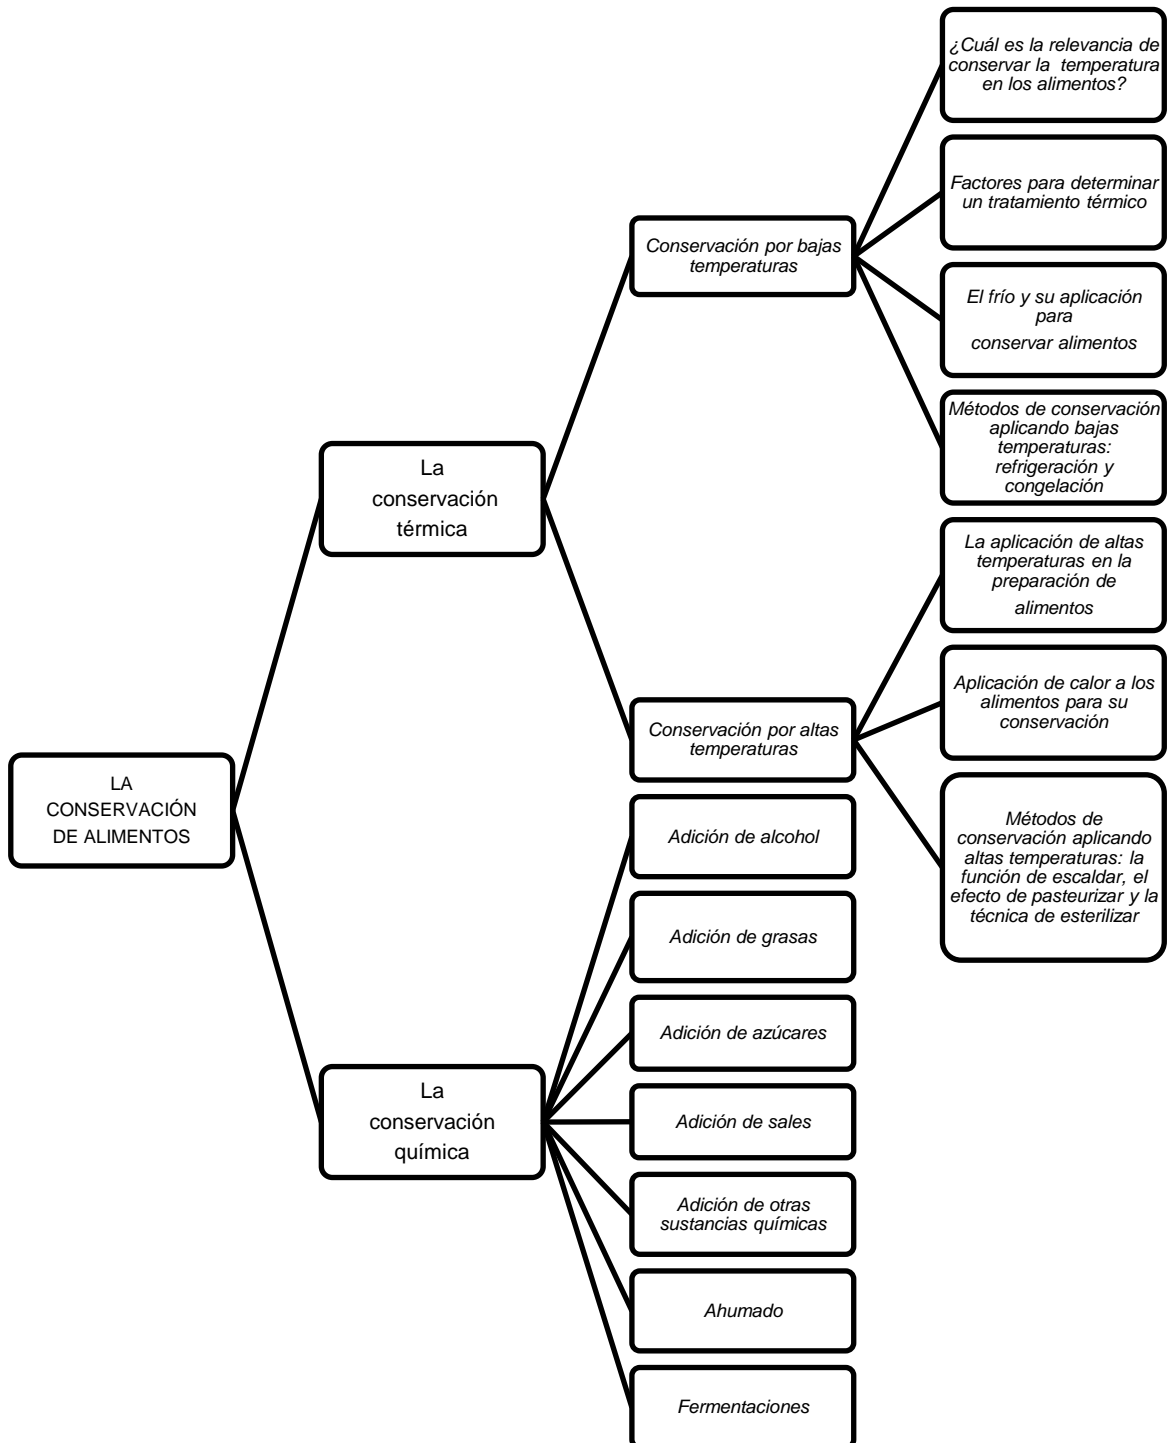 LA
CONSERVACIÓN
DE ALIMENTOS
La
conservación
térmica
Conservación por bajas
temperaturas
¿Cuál es la relevancia de
conservar la temperatura
en los alimentos?
Factores para determinar
un tratamiento térmico
El frío y su aplicación
para
conservar alimentos
Métodos de conservación
aplicando bajas
temperaturas:
refrigeración y
congelación
Conservación por altas
temperaturas
La aplicación de altas
temperaturas en la
preparación de
alimentos
Aplicación de calor a los
alimentos para su
conservación
Métodos de
conservación aplicando
altas temperaturas: la
función de escaldar, el
efecto de pasteurizar y la
técnica de esterilizar
La
conservación
química
Adición de alcohol
Adición de grasas
Adición de azúcares
Adición de sales
Adición de otras
sustancias químicas
Ahumado
Fermentaciones